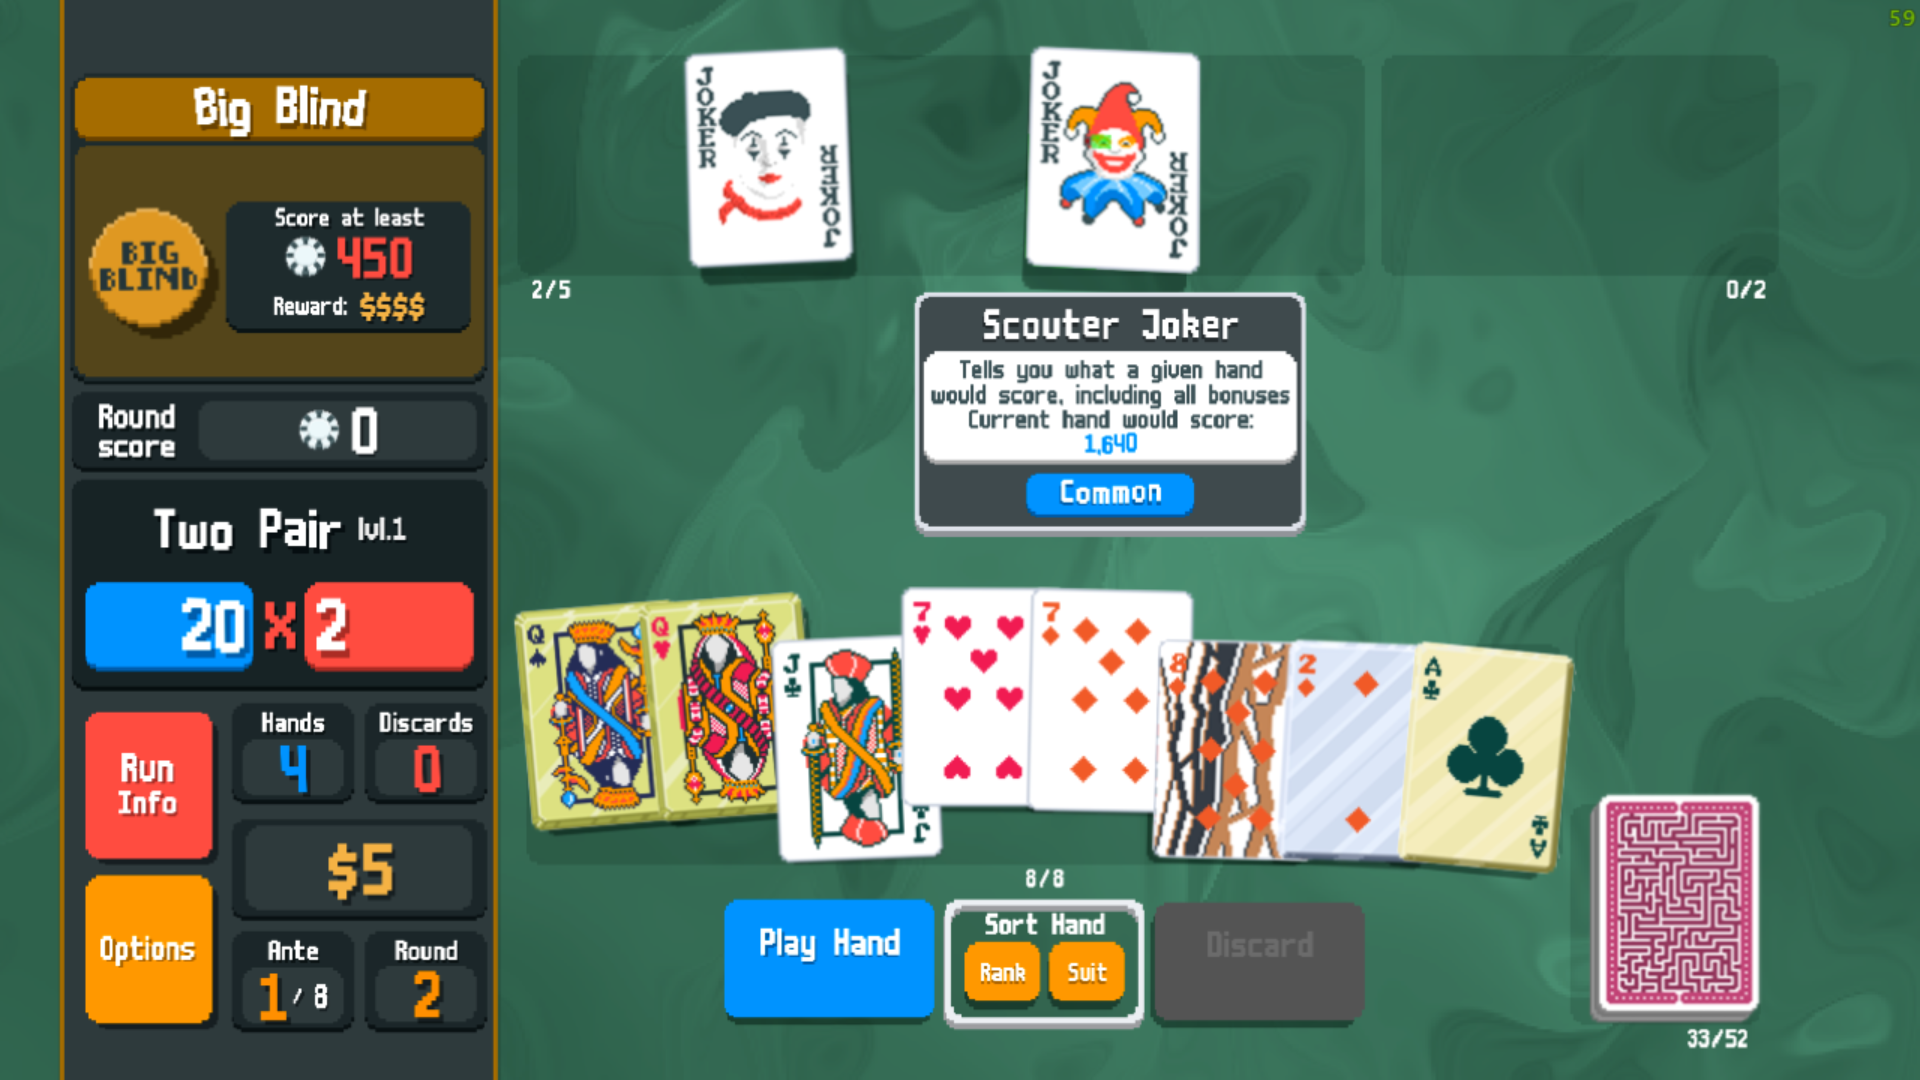 59
Big Blind
BIG
BLIND
Score at least
450
Reward: $$$$
Round
score
0
Two Pair lvl.1
20 X 2
Run
Info
Hands
4
Discards
0
$5
Options
Ante
1 / 8
Round
2
JOKER
JOKER
JOKER
JOKER
2/5
0/2
Scouter Joker
Tells you what a given hand
would score, including all bonuses
Current hand would score:
1,640
Common
Q
Q
J
J
7
7
8
2
A
A
8/8
Play Hand
Sort Hand
Rank
Suit
Discard
33/52